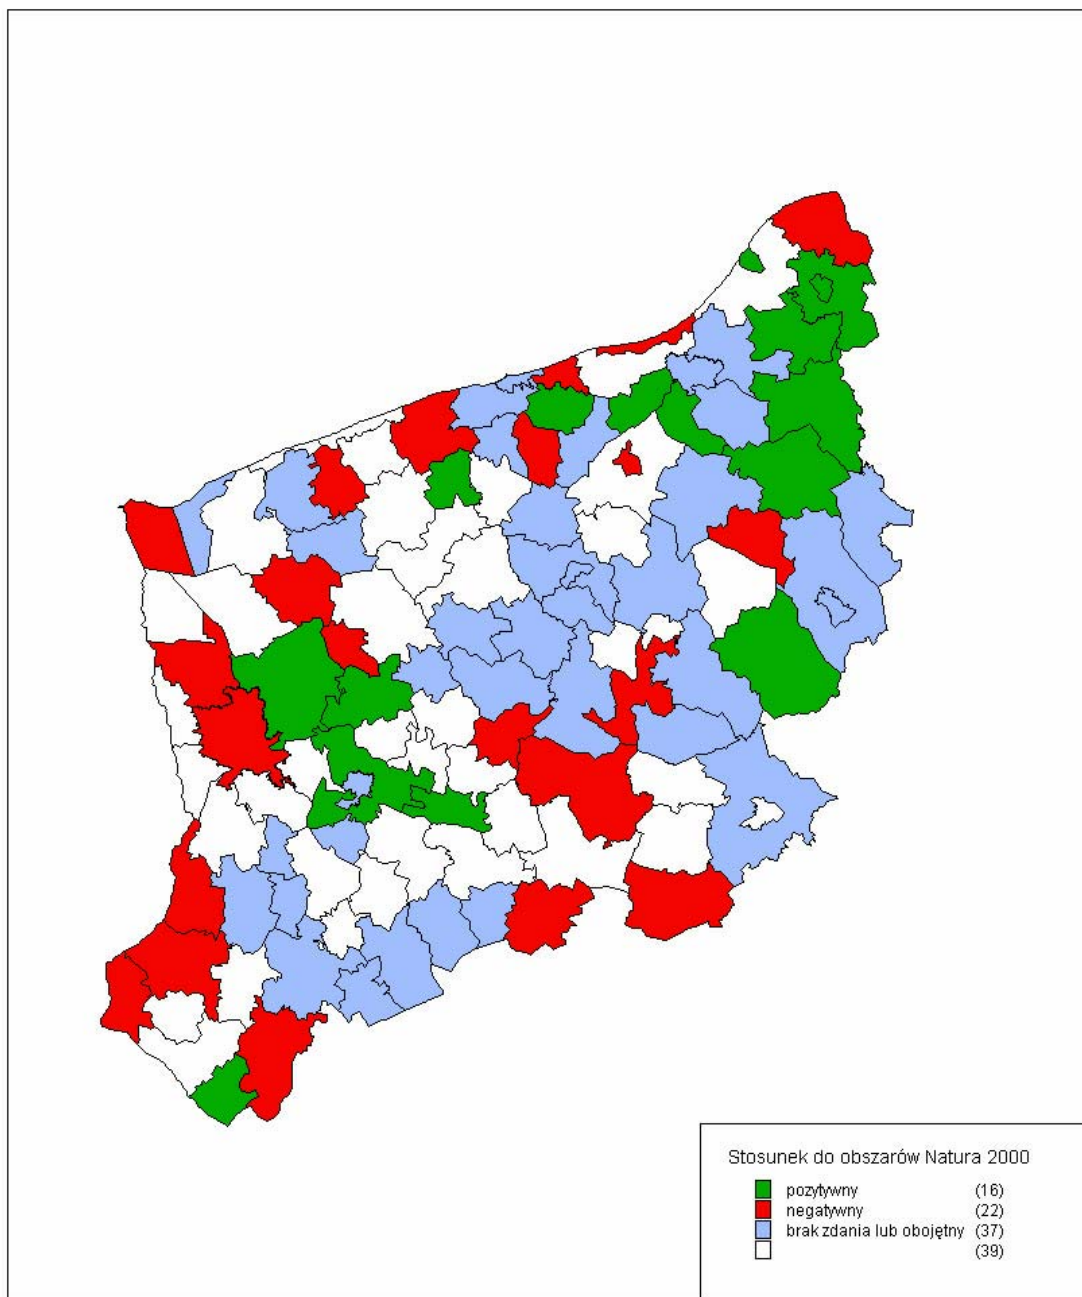 Stosunek do obszarów Natura 2000
pozytywny (16)
negatywny (22)
brak zdania lub obojętny (37)
(39)